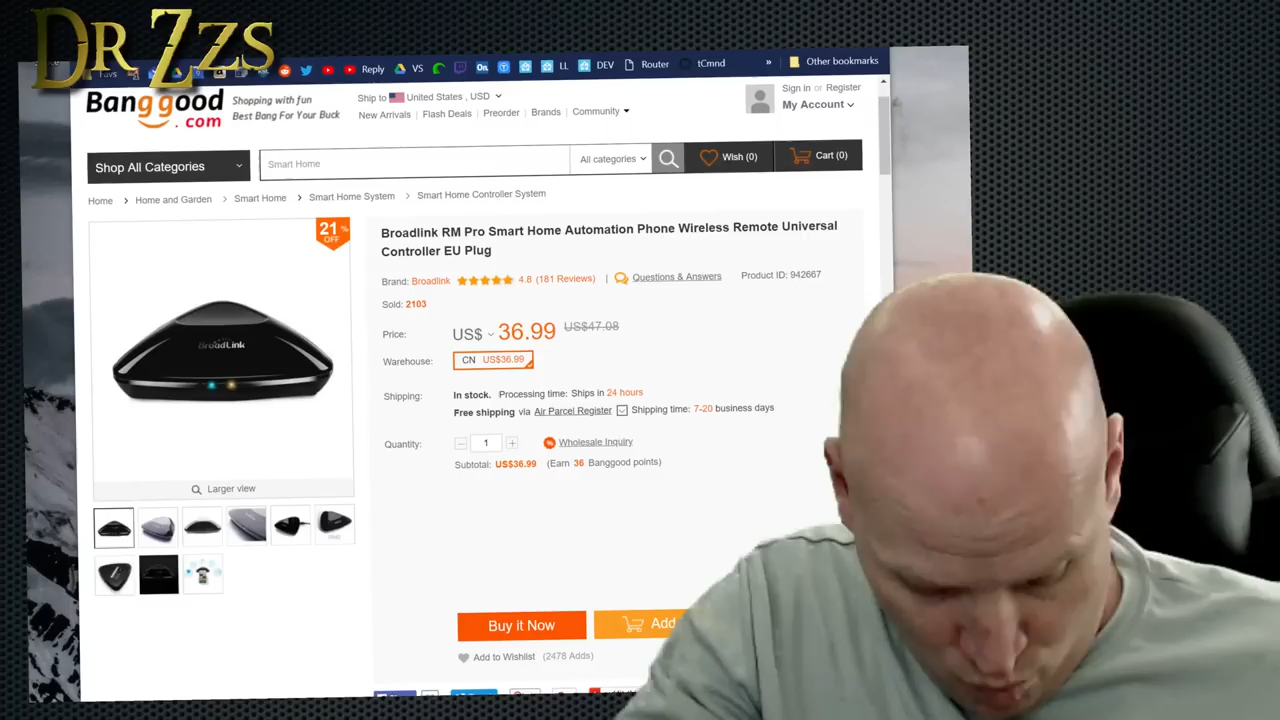 Dr Zzs
Favs
Reply
VS
On
LL
DEV
Router
tCmnd
»
Other bookmarks
Banggood
.com
Shopping with fun
Best Bang For Your Buck
Ship to United States , USD
New Arrivals Flash Deals Preorder Brands Community
Sign in or Register
My Account
Shop All Categories
Smart Home
All categories
Wish (0)
Cart (0)
Home > Home and Garden > Smart Home > Smart Home System > Smart Home Controller System
21 %
OFF
BroadLink
Larger view
Broadlink RM Pro Smart Home Automation Phone Wireless Remote Universal
Controller EU Plug
Brand: Broadlink 4.8 (181 Reviews) | Questions & Answers Product ID: 942667
Sold: 2103
Price: US$ 36.99 US$47.08
Warehouse: CN US$36.99
Shipping: In stock. Processing time: Ships in 24 hours
Free shipping via Air Parcel Register Shipping time: 7-20 business days
Quantity: − 1 + % Wholesale Inquiry
Subtotal: US$36.99 (Earn 36 Banggood points)
Buy it Now
Add
Add to Wishlist (2478 Adds)